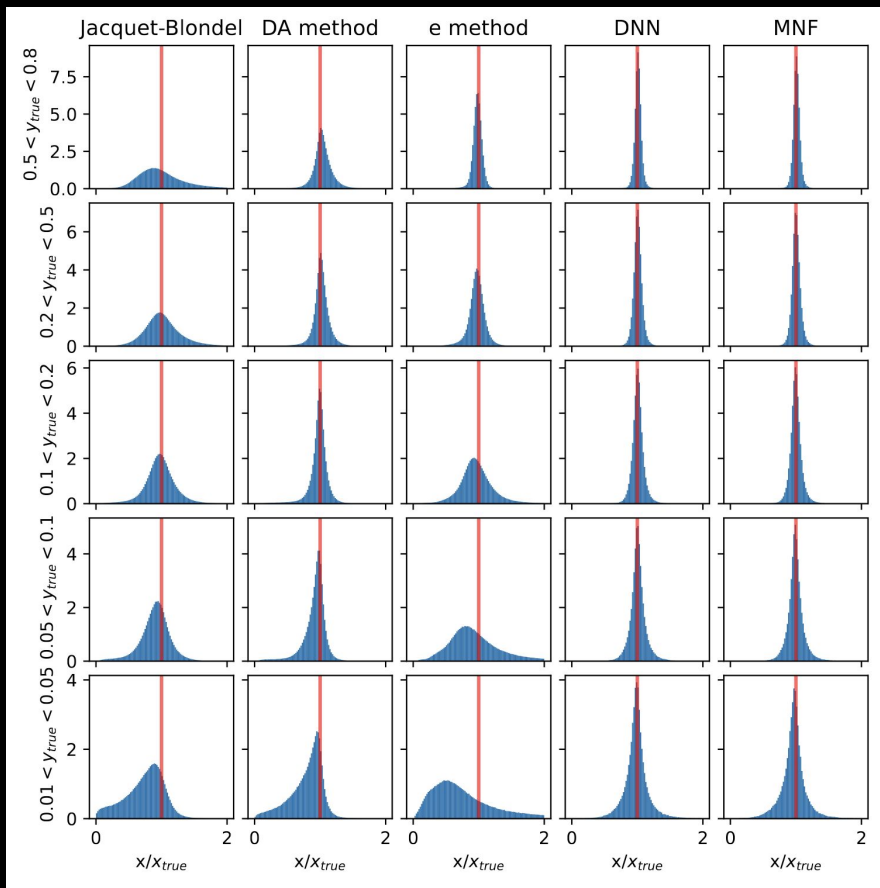 Jacquet-Blondel DA method e method DNN MNF
0.5 < y_true < 0.8
7.5
5.0
2.5
0.0
0.2 < y_true < 0.5
6
4
2
0
0.1 < y_true < 0.2
6
4
2
0
0.05 < y_true < 0.1
4
2
0
0.01 < y_true < 0.05
4
2
0
0 2 0 2 0 2 0 2 0 2
x/x_true x/x_true x/x_true x/x_true x/x_true